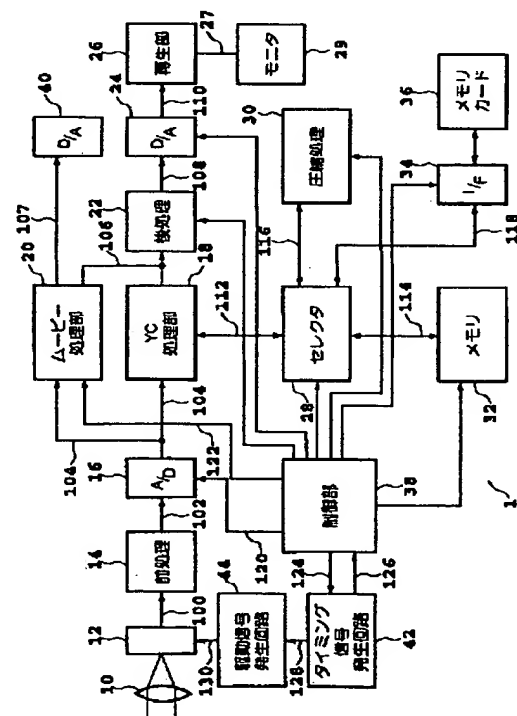 40
D/A
26
再生部
27
モニタ
29
110
24
D/A
108
30
圧縮処理
36
メモリ
カード
34
I/F
118
107
20
ムービー
処理部
106
22
後処理
18
YC
処理部
116
112
セレクタ
28
114
メモリ
32
104
104
122
16
A/D
102
120
制御部
38
1
14
前処理
100
12
10
44
駆動信号
発生回路
130
124
126
128
タイミング
信号
発生回路
42